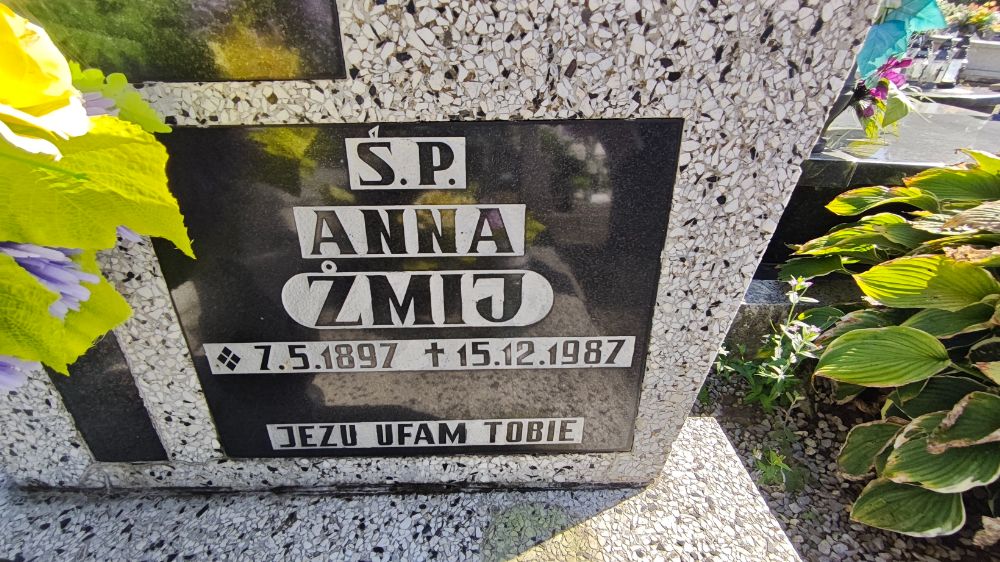 Ś.P.
ANNA
ŻMIJ
7.5.1897 ✝ 15.12.1987
JEZU UFAM TOBIE